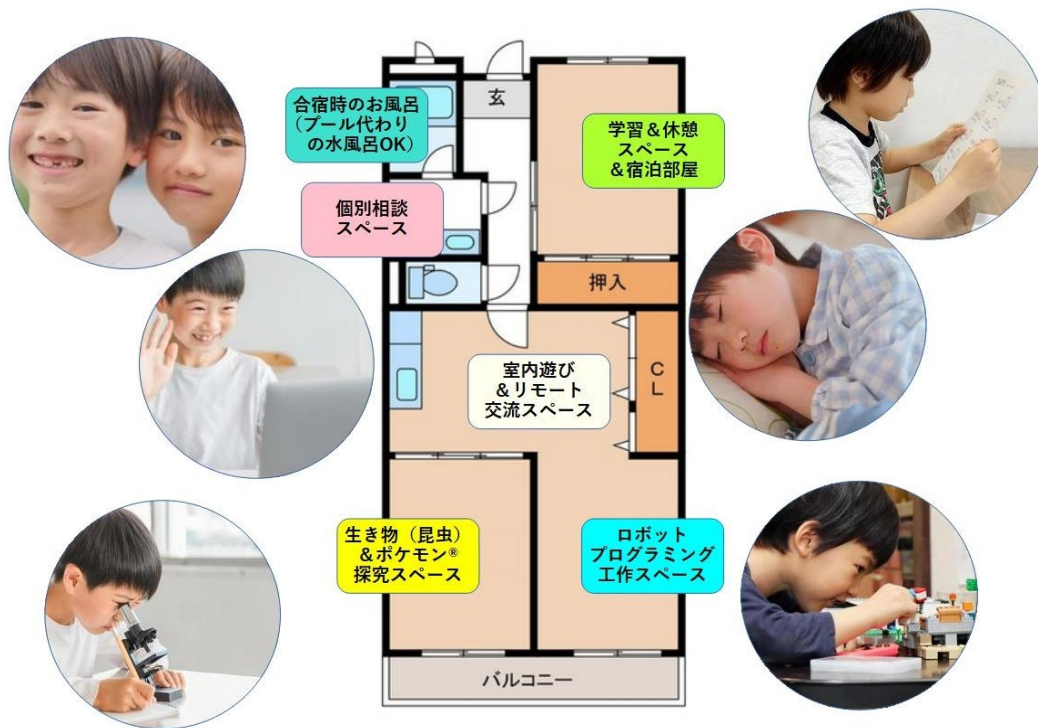 玄
合宿時のお風呂
（プール代わり
の水風呂OK）
学習＆休憩
スペース
＆宿泊部屋
個別相談
スペース
押入
CL
室内遊び
＆リモート
交流スペース
生き物（昆虫）
＆ポケモン®
探究スペース
ロボット
プログラミング
工作スペース
バルコニー